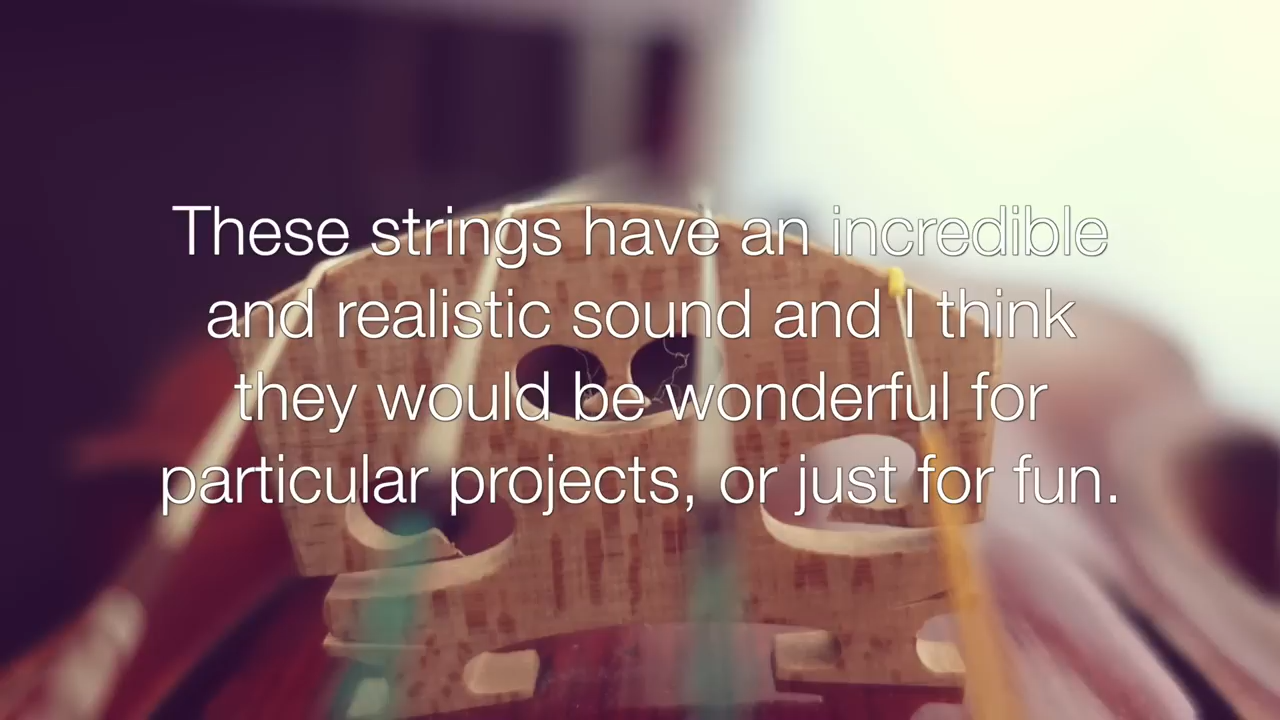 These strings have an incredible
and realistic sound and I think
they would be wonderful for
particular projects, or just for fun.